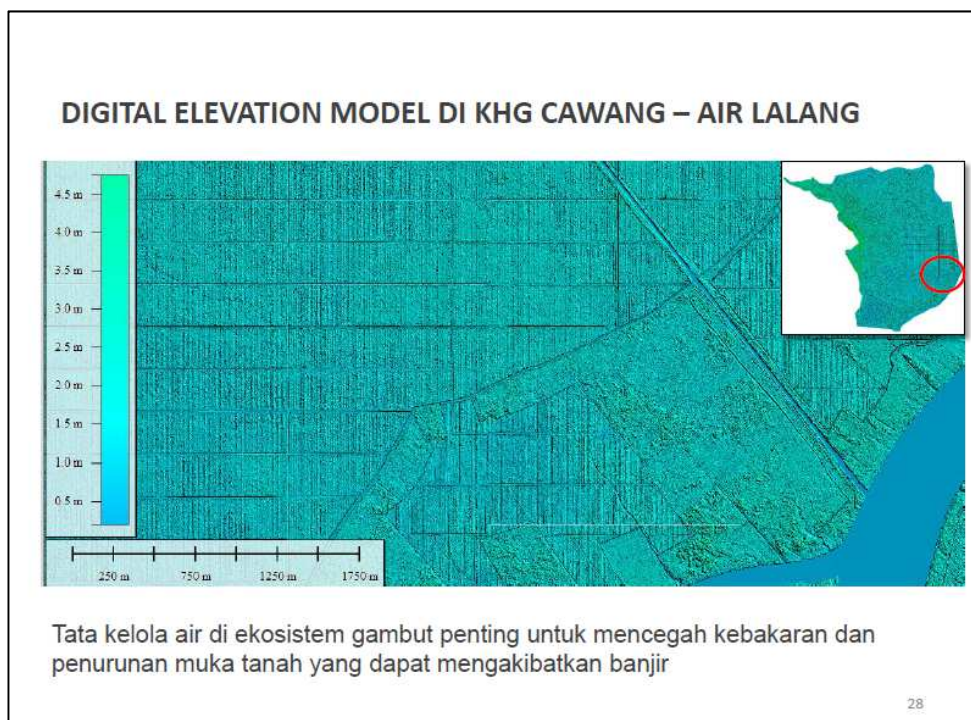 DIGITAL ELEVATION MODEL DI KHG CAWANG – AIR LALANG
4.5 m
4.0 m
3.5 m
3.0 m
2.5 m
2.0 m
1.5 m
1.0 m
0.5 m
250 m 750 m 1250 m 1750 m
Tata kelola air di ekosistem gambut penting untuk mencegah kebakaran dan
penurunan muka tanah yang dapat mengakibatkan banjir
28